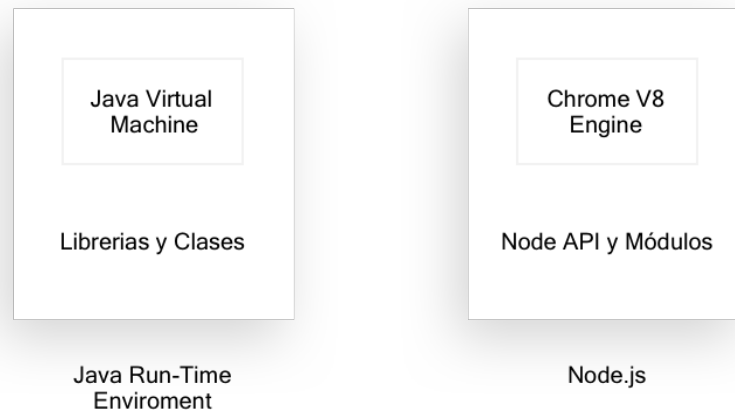 Java Virtual
Machine
Librerias y Clases
Java Run-Time
Enviroment
Chrome V8
Engine
Node API y Módulos
Node.js